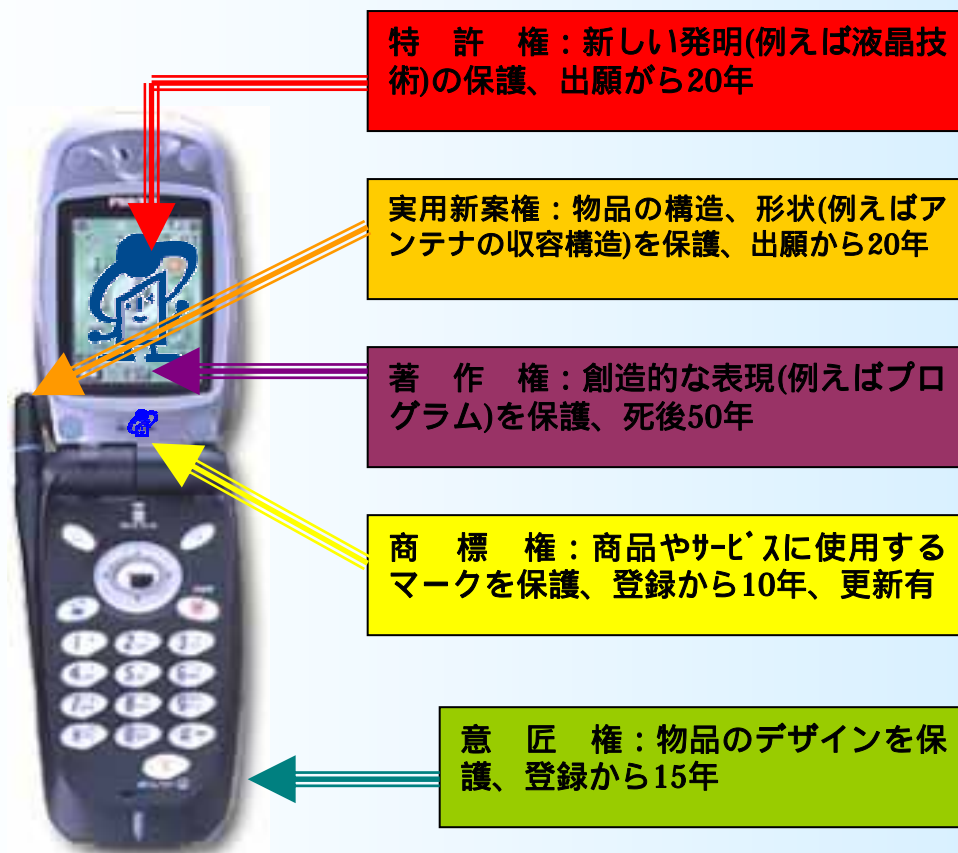 特 許 権：新しい発明(例えば液晶技
術)の保護、出願がら20年
実用新案権：物品の構造、形状(例えばア
ンテナの収容構造)を保護、出願から20年
著 作 権：創造的な表現(例えばプロ
グラム)を保護、死後50年
商 標 権：商品やｻｰﾋﾞｽに使用する
マークを保護、登録から10年、更新有
意 匠 権：物品のデザインを保
護、登録から15年